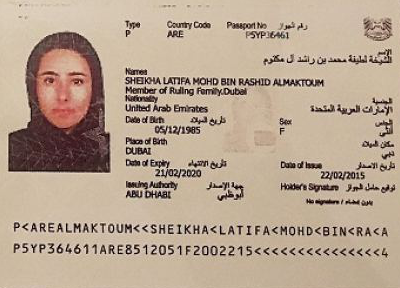 Type Country Code Passport No رقم الجواز
P ARE P5YP36461
الشيخة لطيفة محمد بن راشد آل مكتوم
Names
SHEIKHA LATIFA MOHD BIN RASHID ALMAKTOUM
Member of Ruling Family.Dubai
Nationality الجنسية
United Arab Emirates الإمارات العربية المتحدة
Date of Birth تاريخ الميلاد Sex الجنس
05/12/1985 F أنثى
Place of Birth مكان الميلاد
DUBAI دبي
Date of Expiry تاريخ الانتهاء Date of Issue تاريخ الاصدار
21/02/2020 22/02/2015
Issuing Authority جهة الإصدار Holder's Signature توقيع حامل الجواز
ABU DHABI أبوظبي
No signature /
P<AREALMAKTOUM<<SHEIKHA<LATIFA<MOHD<BIN<RA<A
P5YP364611ARE8512051F2002215<<<<<<<<<<<<<<4